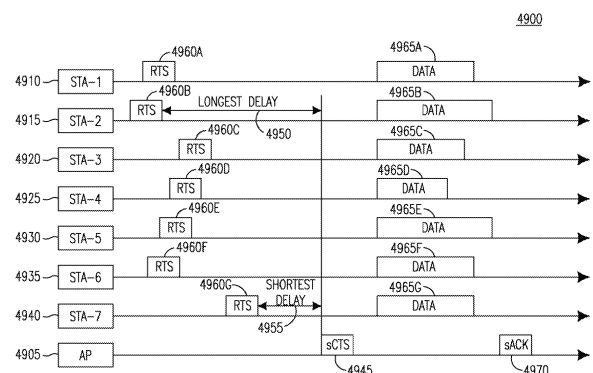 4900
4960A
4965A
4910 STA-1 RTS DATA
4960B LONGEST DELAY 4965B
4915 STA-2 RTS DATA
4960C 4950 4965C
4920 STA-3 RTS DATA
4960D 4965D
4925 STA-4 RTS DATA
4960E 4965E
4930 STA-5 RTS DATA
4960F 4965F
4935 STA-6 RTS DATA
4960G SHORTEST DELAY 4965G
4940 STA-7 RTS DATA
4955
4905 AP sCTS sACK
4945 4970